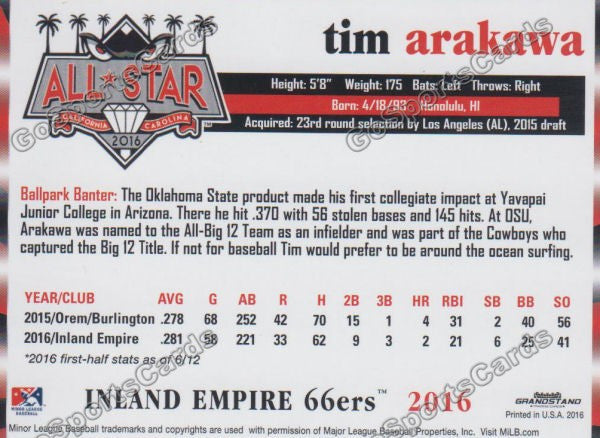 tim arakawa
ALL★STAR
CALIFORNIA CAROLINA
2016
Height: 5'8" Weight: 175 Bats: Left Throws: Right
Born: 4/18/93 Honolulu, HI
Acquired: 23rd round selection by Los Angeles (AL), 2015 draft
Ballpark Banter: The Oklahoma State product made his first collegiate impact at Yavapai
Junior College in Arizona. There he hit .370 with 56 stolen bases and 145 hits. At OSU,
Arakawa was named to the All-Big 12 Team as an infielder and was part of the Cowboys who
captured the Big 12 Title. If not for baseball Tim would prefer to be around the ocean surfing.
YEAR/CLUB AVG G AB R H 2B 3B HR RBI SB BB SO
2015/Orem/Burlington .278 68 252 42 70 15 1 4 31 2 40 56
2016/Inland Empire .281 58 221 33 62 9 3 2 21 6 25 41
*2016 first-half stats as of 6/12
MINOR LEAGUE
BASEBALL
INLAND EMPIRE 66ers™ 2016
GRANDSTAND
Printed in U.S.A. 2016
Minor League Baseball trademarks and copyrights are used with permission of Major League Baseball Properties, Inc. Visit MiLB.com
GoSportsCards